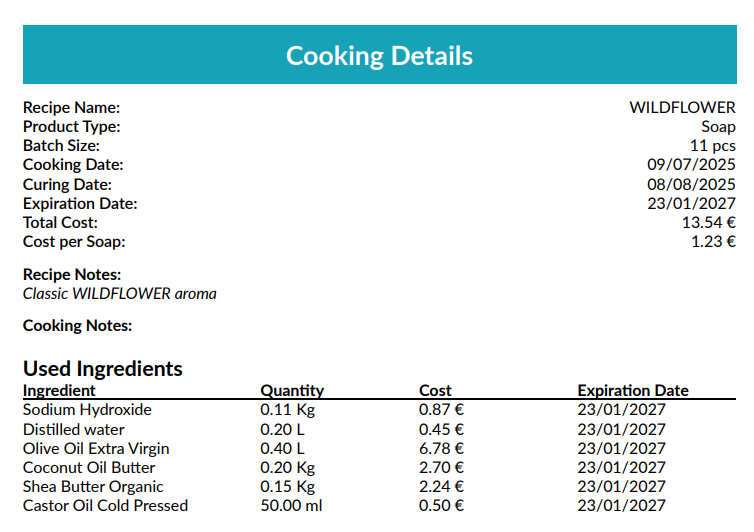 Cooking Details
Recipe Name: WILDFLOWER
Product Type: Soap
Batch Size: 11 pcs
Cooking Date: 09/07/2025
Curing Date: 08/08/2025
Expiration Date: 23/01/2027
Total Cost: 13.54 €
Cost per Soap: 1.23 €
Recipe Notes:
Classic WILDFLOWER aroma
Cooking Notes:
Used Ingredients
Ingredient Quantity Cost Expiration Date
Sodium Hydroxide 0.11 Kg 0.87 € 23/01/2027
Distilled water 0.20 L 0.45 € 23/01/2027
Olive Oil Extra Virgin 0.40 L 6.78 € 23/01/2027
Coconut Oil Butter 0.20 Kg 2.70 € 23/01/2027
Shea Butter Organic 0.15 Kg 2.24 € 23/01/2027
Castor Oil Cold Pressed 50.00 ml 0.50 € 23/01/2027